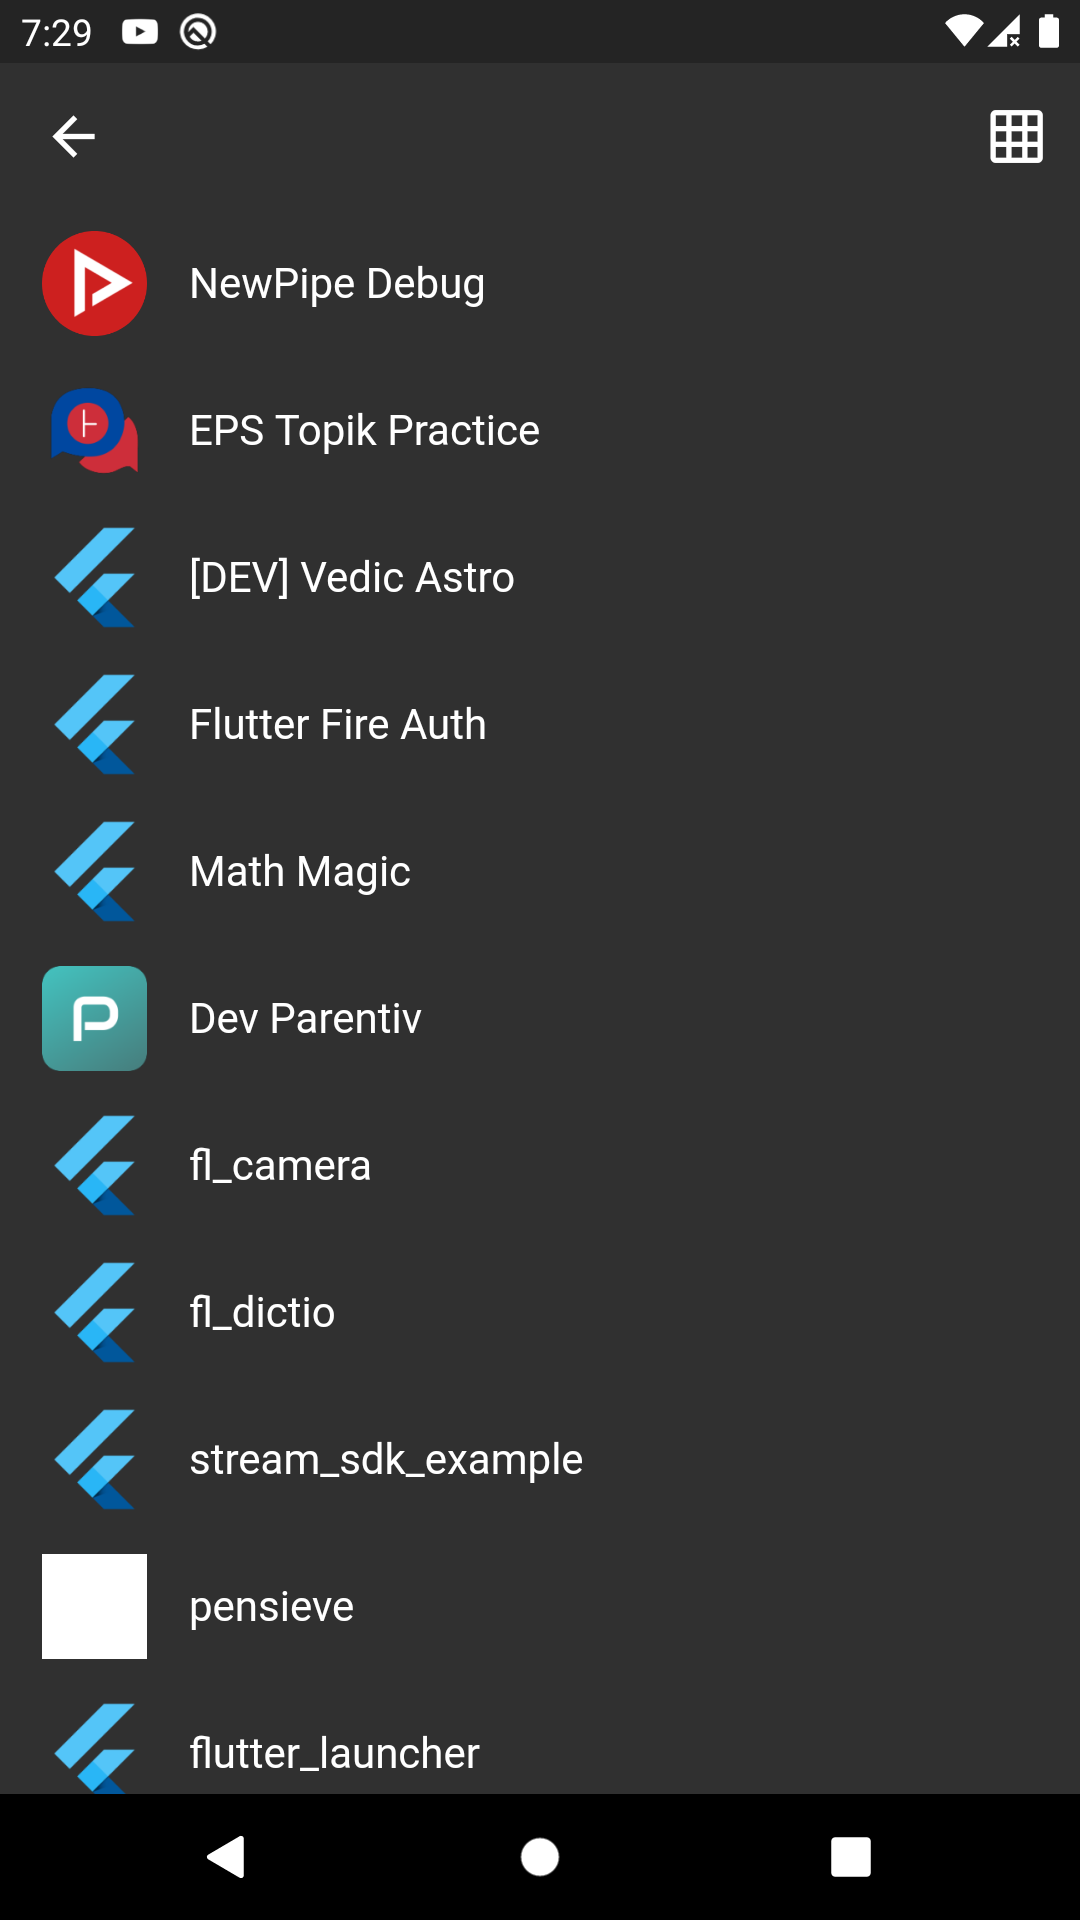 7:29
NewPipe Debug
EPS Topik Practice
[DEV] Vedic Astro
Flutter Fire Auth
Math Magic
Dev Parentiv
fl_camera
fl_dictio
stream_sdk_example
pensieve
flutter_launcher